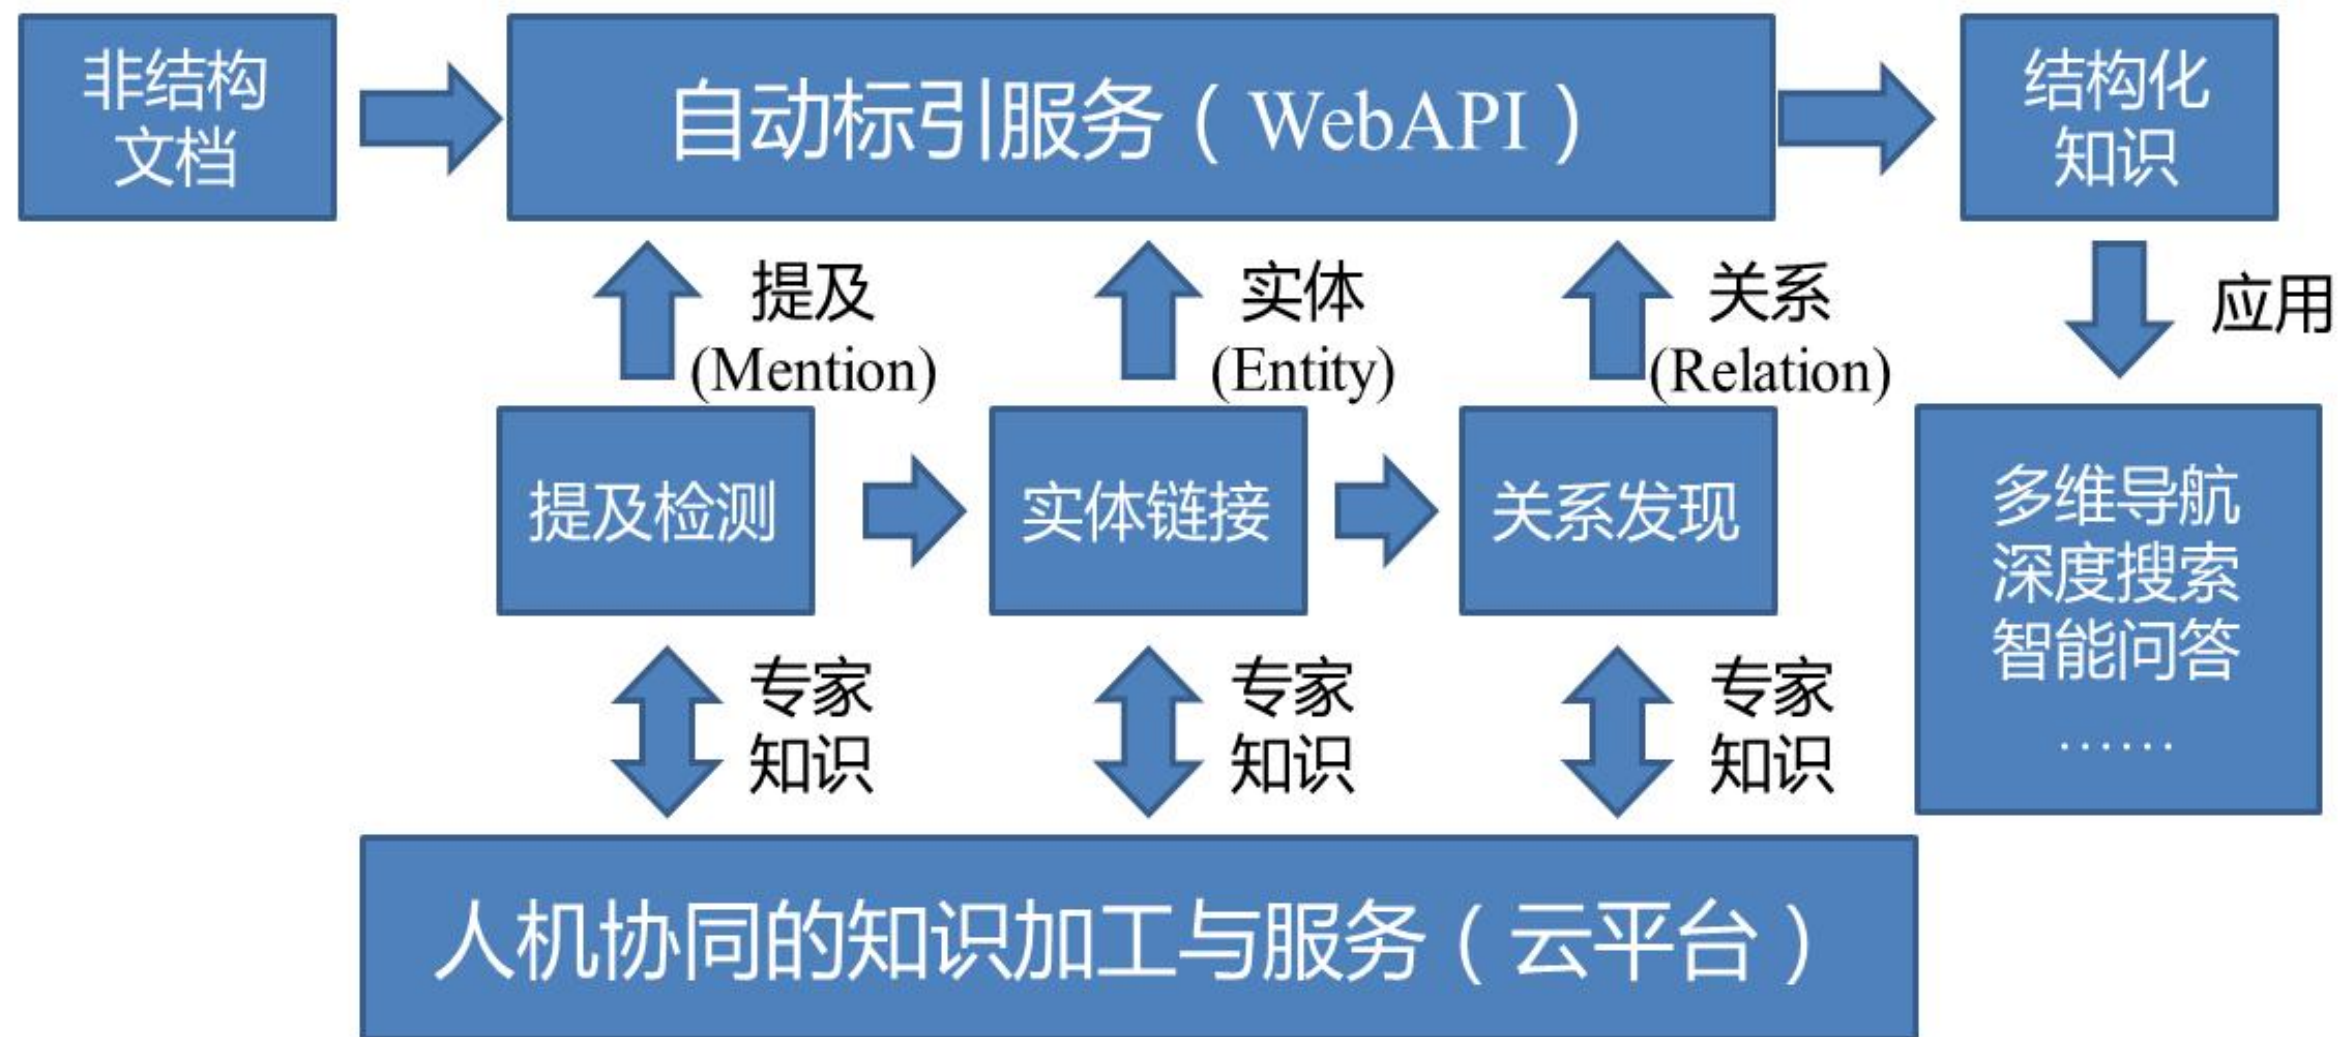 非结构
文档
自动标引服务（WebAPI）
结构化
知识
提及
(Mention)
实体
(Entity)
关系
(Relation)
应用
提及检测
实体链接
关系发现
多维导航
深度搜索
智能问答
……
专家
知识
专家
知识
专家
知识
人机协同的知识加工与服务（云平台）